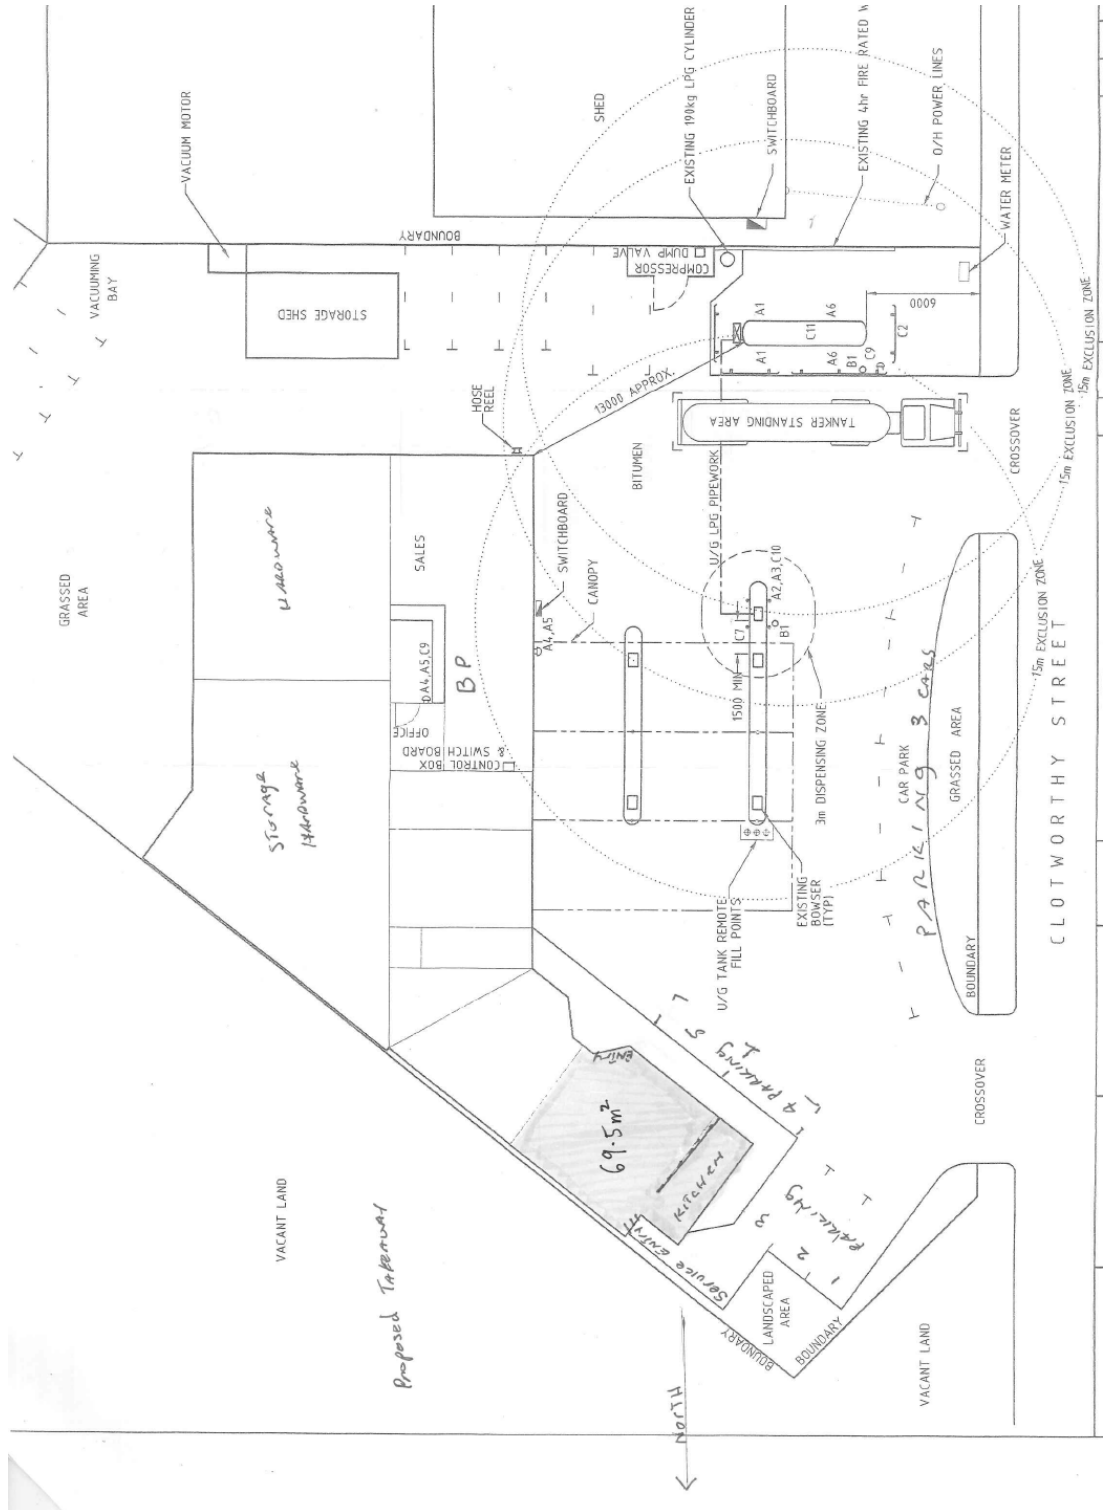 VACUUM MOTOR
VACUUMING
BAY
STORAGE SHED
BOUNDARY
SHED
EXISTING 190kg LPG CYLINDER
SWITCHBOARD
EXISTING 4hr FIRE RATED
O/H POWER LINES
WATER METER
COMPRESSOR
DUMP VALVE
6000
A1
A6
C11
A1
A6
B1
C9
C2
TANKER STANDING AREA
13000 APPROX.
HOSE
REEL
BITUMEN
U/G LPG PIPEWORK
CROSSOVER
15m EXCLUSION ZONE
15m EXCLUSION ZONE
15m EXCLUSION ZONE
GRASSED
AREA
HARDWARE
SALES
SWITCHBOARD
CANOPY
A4,A5
A4,A5,C9
BP
OFFICE
CONTROL BOX
& SWITCH BOARD
STORAGE
HARDWARE
C7
A2,A3,C10
B1
1500 MIN
3m DISPENSING ZONE
EXISTING
BOWSER
(TYP)
U/G TANK REMOTE
FILL POINTS
CAR PARK
PARKING 3 CARS
GRASSED AREA
BOUNDARY
CLOTWORTHY STREET
CROSSOVER
ENTRY
69.5m²
KITCHEN
SERVICE ENTRY
4 PARKING 5
PARKING
1 2 3
LANDSCAPED
AREA
BOUNDARY
BOUNDARY
VACANT LAND
VACANT LAND
Proposed TAKEAWAY
NORTH